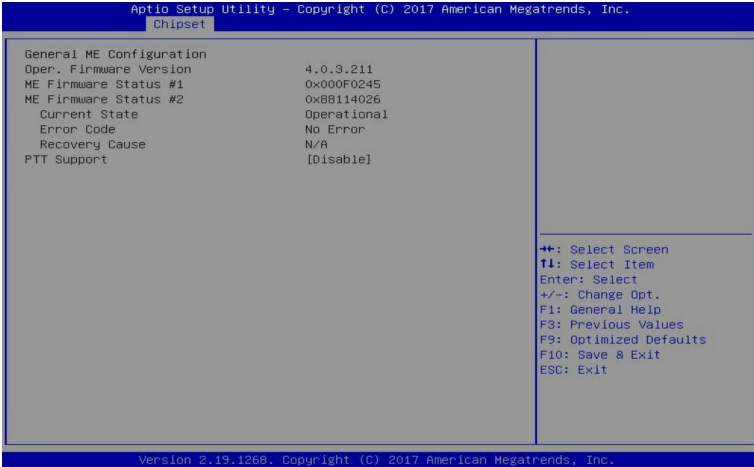 Aptio Setup Utility – Copyright (C) 2017 American Megatrends, Inc.
Chipset
General ME Configuration
Oper. Firmware Version 4.0.3.211
ME Firmware Status #1 0x000F0245
ME Firmware Status #2 0x88114026
Current State Operational
Error Code No Error
Recovery Cause N/A
PTT Support [Disable]
→←: Select Screen
↑↓: Select Item
Enter: Select
+/-: Change Opt.
F1: General Help
F3: Previous Values
F9: Optimized Defaults
F10: Save & Exit
ESC: Exit
Version 2.19.1268. Copyright (C) 2017 American Megatrends, Inc.